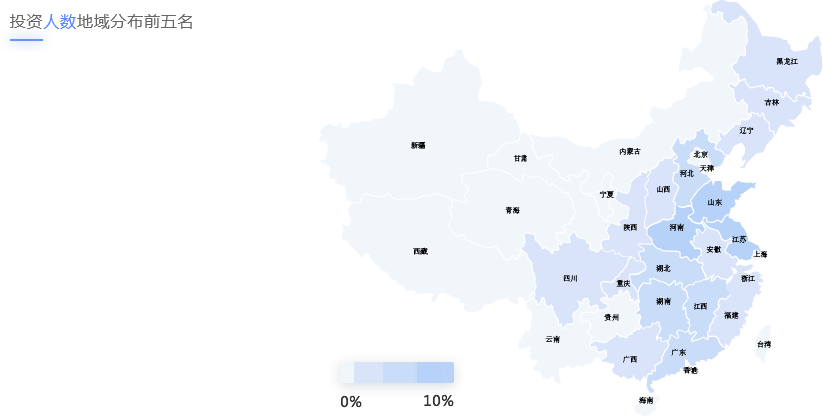 投资人数地域分布前五名
黑龙江
吉林
辽宁
新疆
内蒙古
北京
甘肃
天津
河北
山西
宁夏
山东
青海
陕西
河南
江苏
安徽
西藏
上海
湖北
四川
浙江
重庆
湖南
江西
福建
贵州
云南
台湾
广东
广西
香港
海南
0%
10%